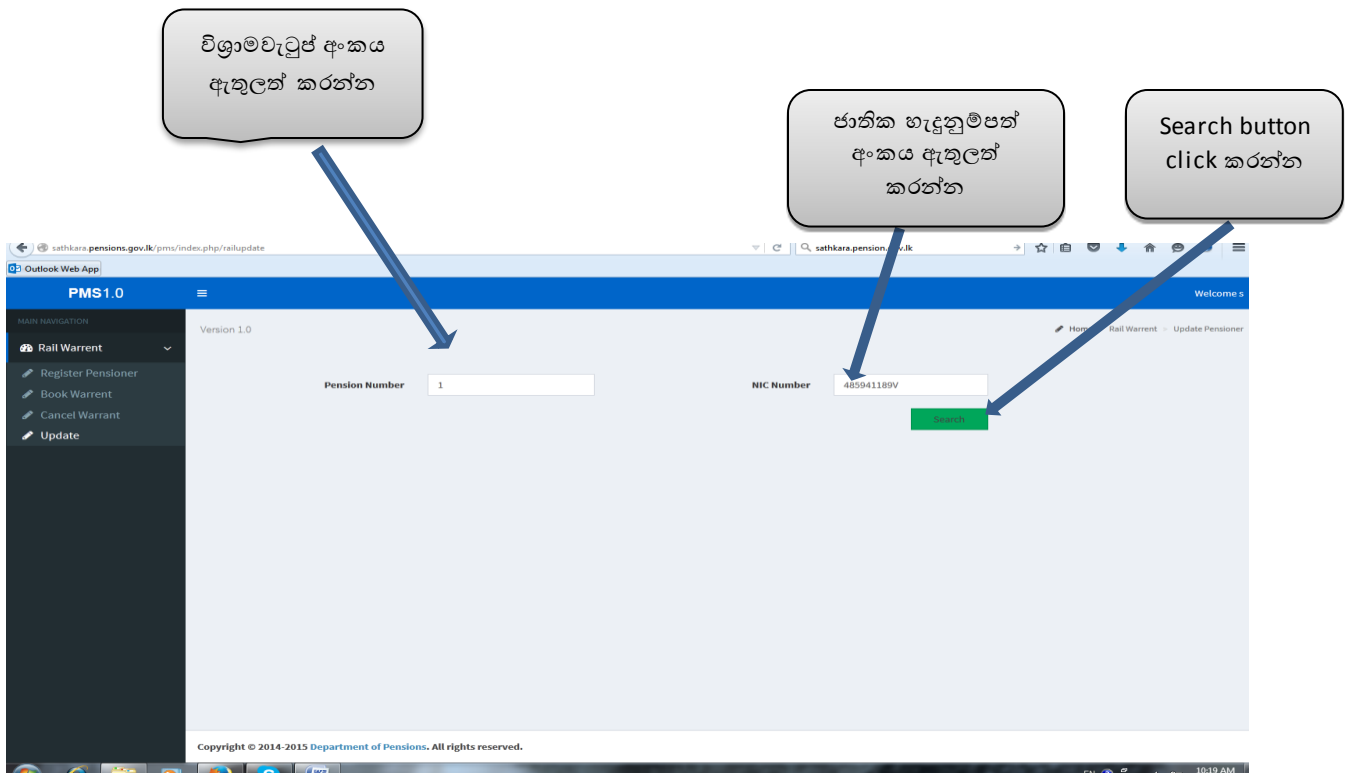 විශ්‍රාමවැටුප් අංකය
ඇතුලත් කරන්න
ජාතික හැදුනුම්පත්
අංකය ඇතුලත්
කරන්න
Search button
click කරන්න
sathkara.pensions.gov.lk/pms/index.php/railupdate
Outlook Web App
PMS1.0
Welcome s
MAIN NAVIGATION
Version 1.0
Rail Warrent > Update Pensioner
Rail Warrent
Register Pensioner
Book Warrent
Cancel Warrant
Update
Pension Number 1 NIC Number 485941189V
Search
Copyright © 2014-2015 Department of Pensions. All rights reserved.
10:19 AM